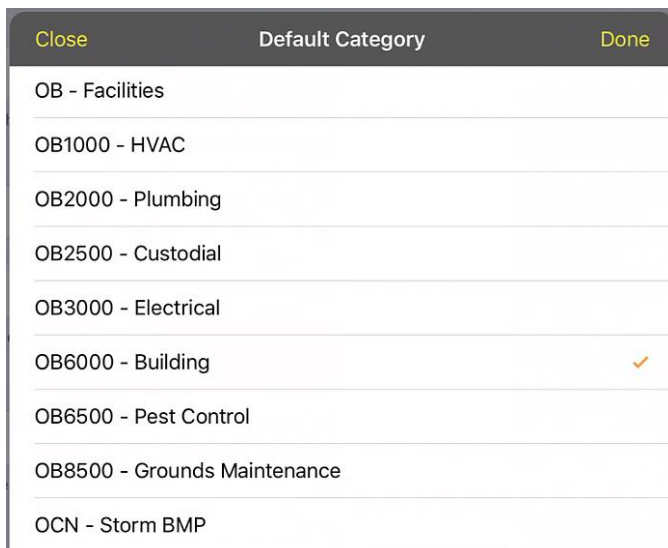 Close Default Category Done
OB - Facilities
OB1000 - HVAC
OB2000 - Plumbing
OB2500 - Custodial
OB3000 - Electrical
OB6000 - Building
OB6500 - Pest Control
OB8500 - Grounds Maintenance
OCN - Storm BMP